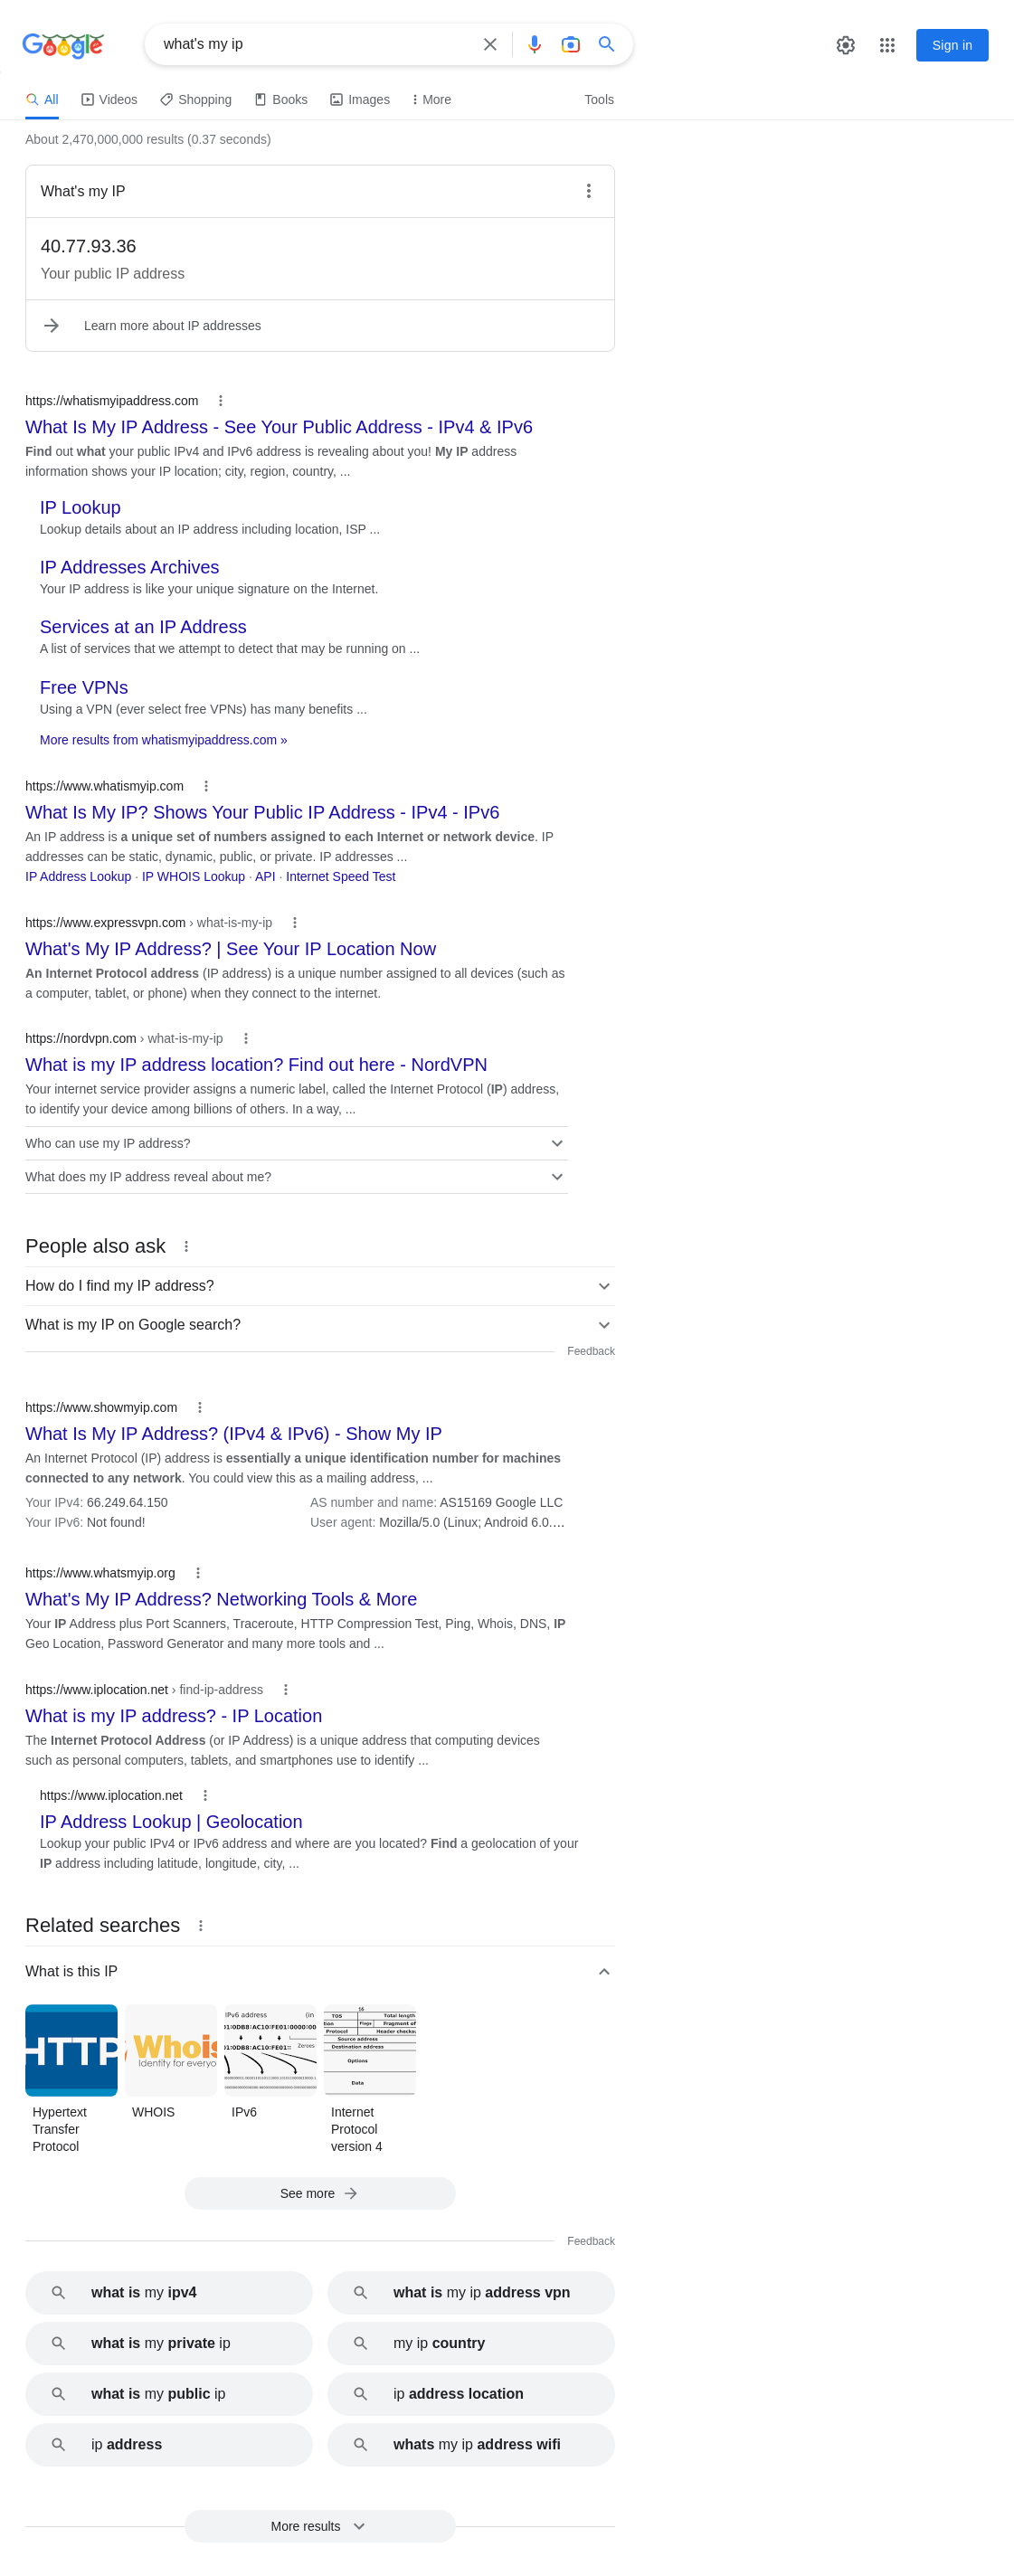 Google
what's my ip
Sign in
All
Videos
Shopping
Books
Images
More
Tools
About 2,470,000,000 results (0.37 seconds)
What's my IP
40.77.93.36
Your public IP address
Learn more about IP addresses
https://whatismyipaddress.com
What Is My IP Address - See Your Public Address - IPv4 & IPv6
Find out what your public IPv4 and IPv6 address is revealing about you! My IP address
information shows your IP location; city, region, country, ...
IP Lookup
Lookup details about an IP address including location, ISP ...
IP Addresses Archives
Your IP address is like your unique signature on the Internet.
Services at an IP Address
A list of services that we attempt to detect that may be running on ...
Free VPNs
Using a VPN (ever select free VPNs) has many benefits ...
More results from whatismyipaddress.com »
https://www.whatismyip.com
What Is My IP? Shows Your Public IP Address - IPv4 - IPv6
An IP address is a unique set of numbers assigned to each Internet or network device. IP
addresses can be static, dynamic, public, or private. IP addresses ...
IP Address Lookup · IP WHOIS Lookup · API · Internet Speed Test
https://www.expressvpn.com › what-is-my-ip
What's My IP Address? | See Your IP Location Now
An Internet Protocol address (IP address) is a unique number assigned to all devices (such as
a computer, tablet, or phone) when they connect to the internet.
https://nordvpn.com › what-is-my-ip
What is my IP address location? Find out here - NordVPN
Your internet service provider assigns a numeric label, called the Internet Protocol (IP) address,
to identify your device among billions of others. In a way, ...
Who can use my IP address?
What does my IP address reveal about me?
People also ask
How do I find my IP address?
What is my IP on Google search?
Feedback
https://www.showmyip.com
What Is My IP Address? (IPv4 & IPv6) - Show My IP
An Internet Protocol (IP) address is essentially a unique identification number for machines
connected to any network. You could view this as a mailing address, ...
Your IPv4: 66.249.64.150
AS number and name: AS15169 Google LLC
Your IPv6: Not found!
User agent: Mozilla/5.0 (Linux; Android 6.0....
https://www.whatsmyip.org
What's My IP Address? Networking Tools & More
Your IP Address plus Port Scanners, Traceroute, HTTP Compression Test, Ping, Whois, DNS, IP
Geo Location, Password Generator and many more tools and ...
https://www.iplocation.net › find-ip-address
What is my IP address? - IP Location
The Internet Protocol Address (or IP Address) is a unique address that computing devices
such as personal computers, tablets, and smartphones use to identify ...
https://www.iplocation.net
IP Address Lookup | Geolocation
Lookup your public IPv4 or IPv6 address and where are you located? Find a geolocation of your
IP address including latitude, longitude, city, ...
Related searches
What is this IP
HTTP
Whois
Identity for everyo
IPv6 address (in
Zeroes
16
TOS Total length
Flags Fragment of
Protocol Header checksu
Source address
Destination address
Options
Data
Hypertext
Transfer
Protocol
WHOIS
IPv6
Internet
Protocol
version 4
See more
Feedback
what is my ipv4
what is my ip address vpn
what is my private ip
my ip country
what is my public ip
ip address location
ip address
whats my ip address wifi
More results